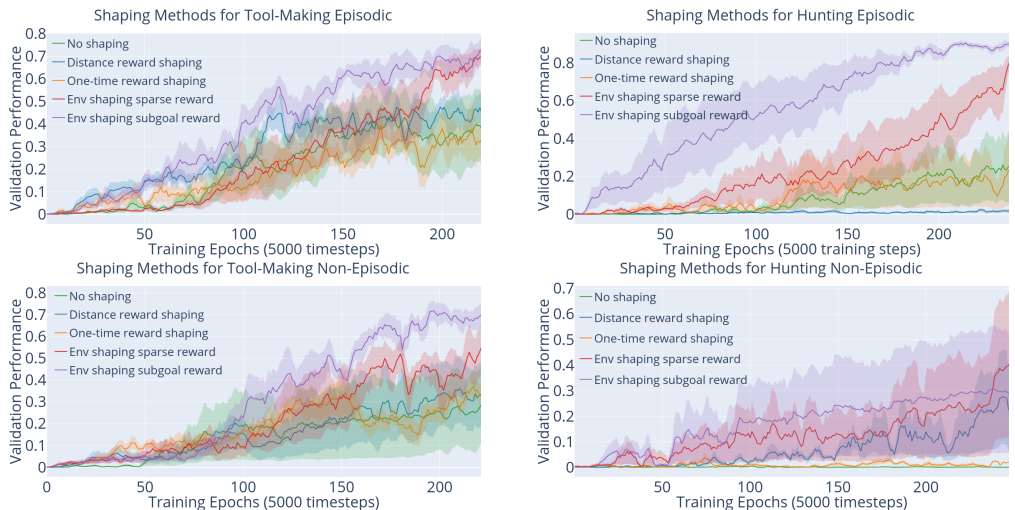 Shaping Methods for Tool-Making Episodic
Validation Performance
0.8
0.7
0.6
0.5
0.4
0.3
0.2
0.1
0
No shaping
Distance reward shaping
One-time reward shaping
Env shaping sparse reward
Env shaping subgoal reward
50
100
150
200
Training Epochs (5000 timesteps)
Shaping Methods for Hunting Episodic
Validation Performance
0.8
0.6
0.4
0.2
0
No shaping
Distance reward shaping
One-time reward shaping
Env shaping sparse reward
Env shaping subgoal reward
50
100
150
200
Training Epochs (5000 training steps)
Shaping Methods for Tool-Making Non-Episodic
Validation Performance
0.8
0.7
0.6
0.5
0.4
0.3
0.2
0.1
0
No shaping
Distance reward shaping
One-time reward shaping
Env shaping sparse reward
Env shaping subgoal reward
0
50
100
150
200
Training Epochs (5000 timesteps)
Shaping Methods for Hunting Non-Episodic
Validation Performance
0.7
0.6
0.5
0.4
0.3
0.2
0.1
0
No shaping
Distance reward shaping
One-time reward shaping
Env shaping sparse reward
Env shaping subgoal reward
50
100
150
200
Training Epochs (5000 timesteps)